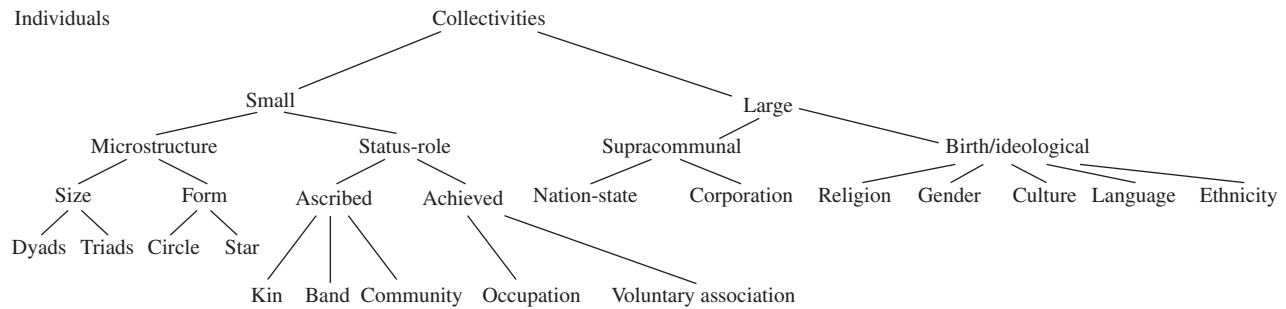 Individuals Collectivities
Small Large
Microstructure Status-role Supracommunal Birth/ideological
Size Form Ascribed Achieved Nation-state Corporation Religion Gender Culture Language Ethnicity
Dyads Triads Circle Star
Kin Band Community Occupation Voluntary association